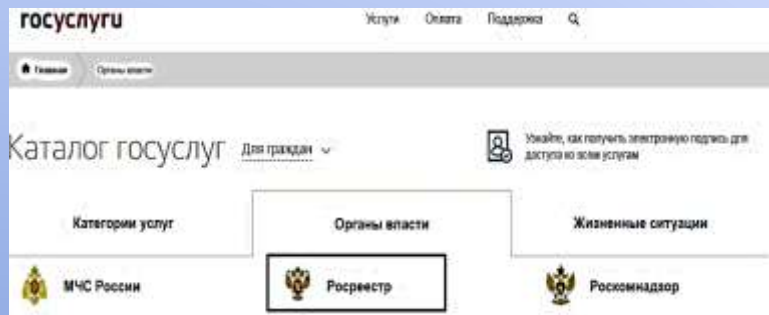 госуслуги
Услуги Оплата Поддержка
Главная Органы власти
Каталог госуслуг Для граждан
Узнайте, как получить электронную подпись для
доступа ко всем услугам
Категории услуг Органы власти Жизненные ситуации
МЧС России Росреестр Роскомнадзор